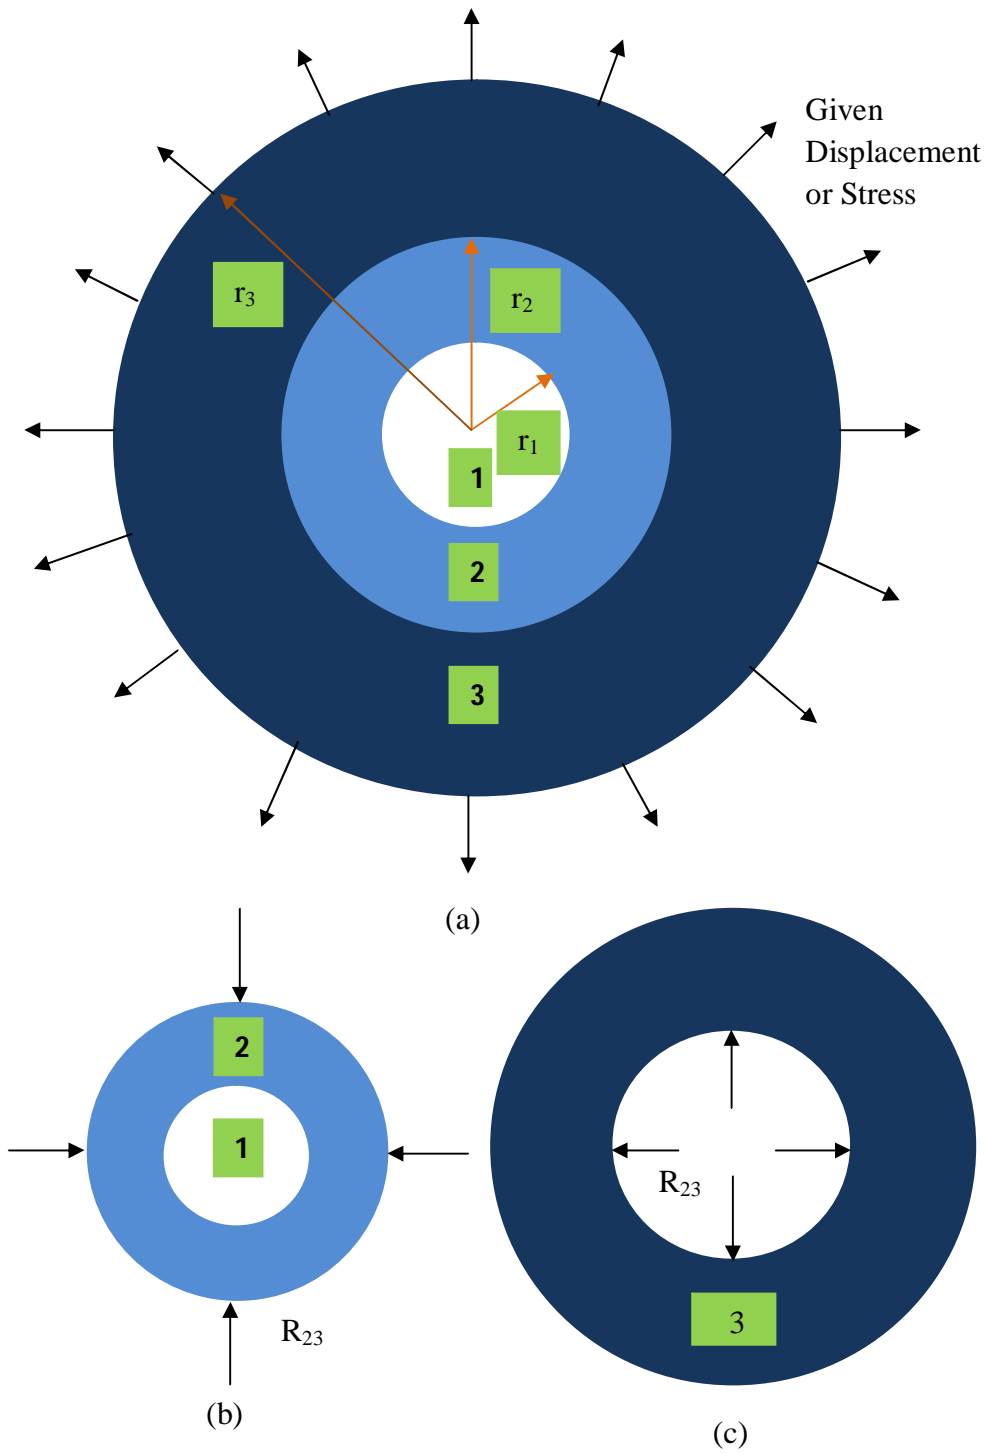 Given
Displacement
or Stress
r₃
r₂
r₁
1
2
3
(a)
2
1
R₂₃
(b)
R₂₃
3
(c)